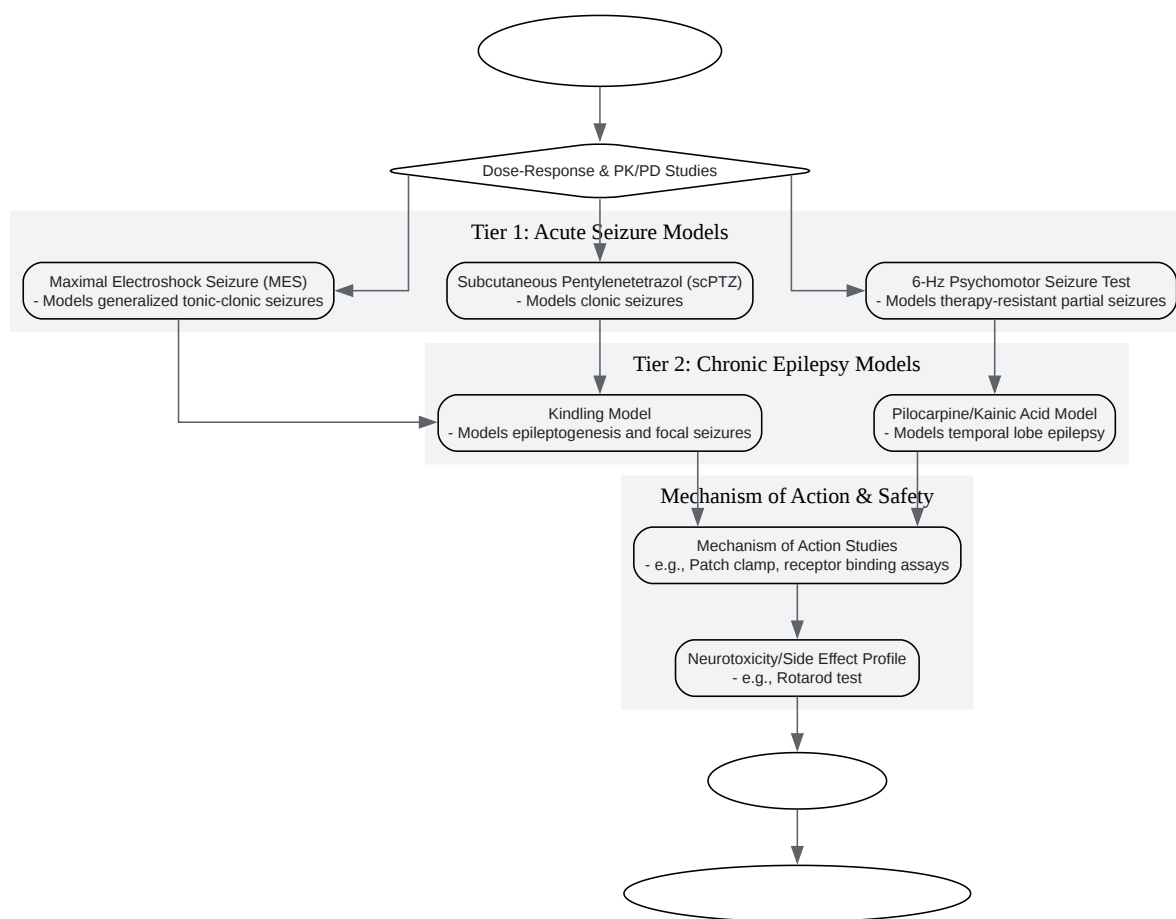 Dose-Response & PK/PD Studies
Tier 1: Acute Seizure Models
Maximal Electroshock Seizure (MES)
- Models generalized tonic-clonic seizures
Subcutaneous Pentylenetetrazol (scPTZ)
- Models clonic seizures
6-Hz Psychomotor Seizure Test
- Models therapy-resistant partial seizures
Tier 2: Chronic Epilepsy Models
Kindling Model
- Models epileptogenesis and focal seizures
Pilocarpine/Kainic Acid Model
- Models temporal lobe epilepsy
Mechanism of Action & Safety
Mechanism of Action Studies
- e.g., Patch clamp, receptor binding assays
Neurotoxicity/Side Effect Profile
- e.g., Rotarod test